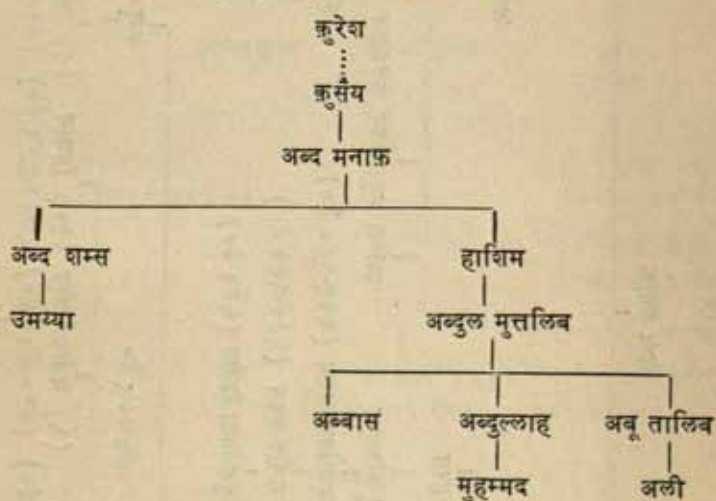 क़ुरेश
क़ुसैय
अब्द मनाफ़
अब्द शम्स हाशिम
उमय्या अब्दुल मुत्तलिब
अब्बास अब्दुल्लाह अबू तालिब
मुहम्मद अली